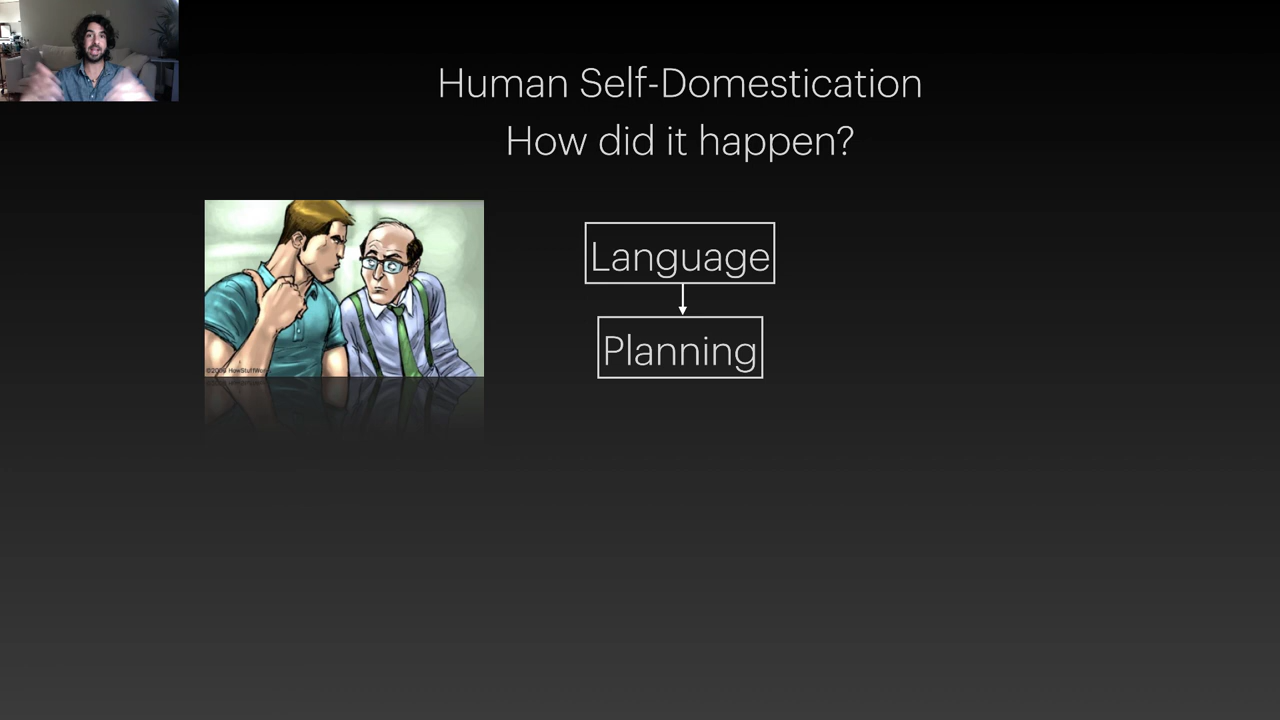 Human Self-Domestication
How did it happen?
Language
Planning